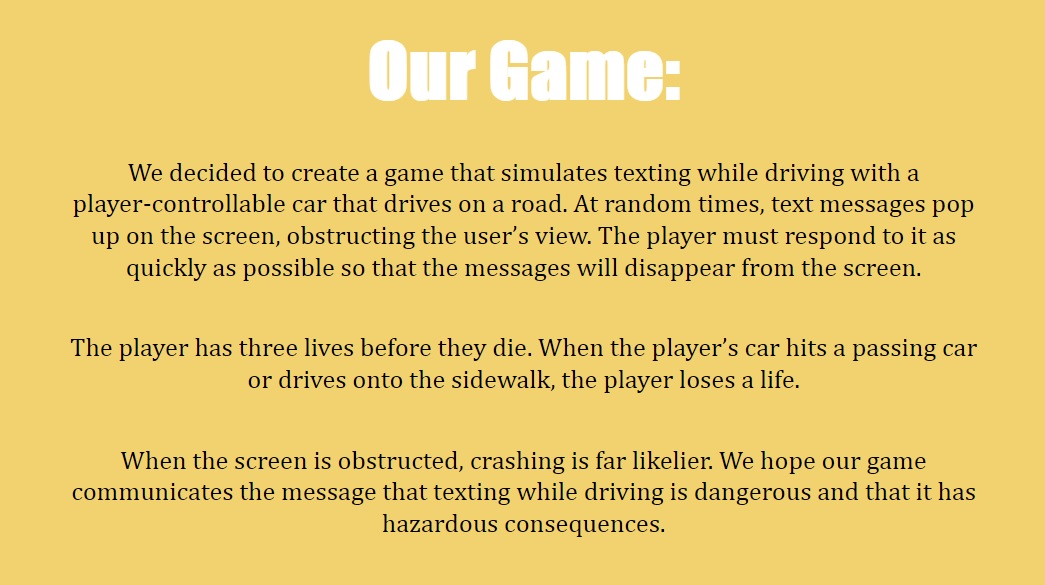 Our Game:
We decided to create a game that simulates texting while driving with a
player-controllable car that drives on a road. At random times, text messages pop
up on the screen, obstructing the user’s view. The player must respond to it as
quickly as possible so that the messages will disappear from the screen.
The player has three lives before they die. When the player’s car hits a passing car
or drives onto the sidewalk, the player loses a life.
When the screen is obstructed, crashing is far likelier. We hope our game
communicates the message that texting while driving is dangerous and that it has
hazardous consequences.